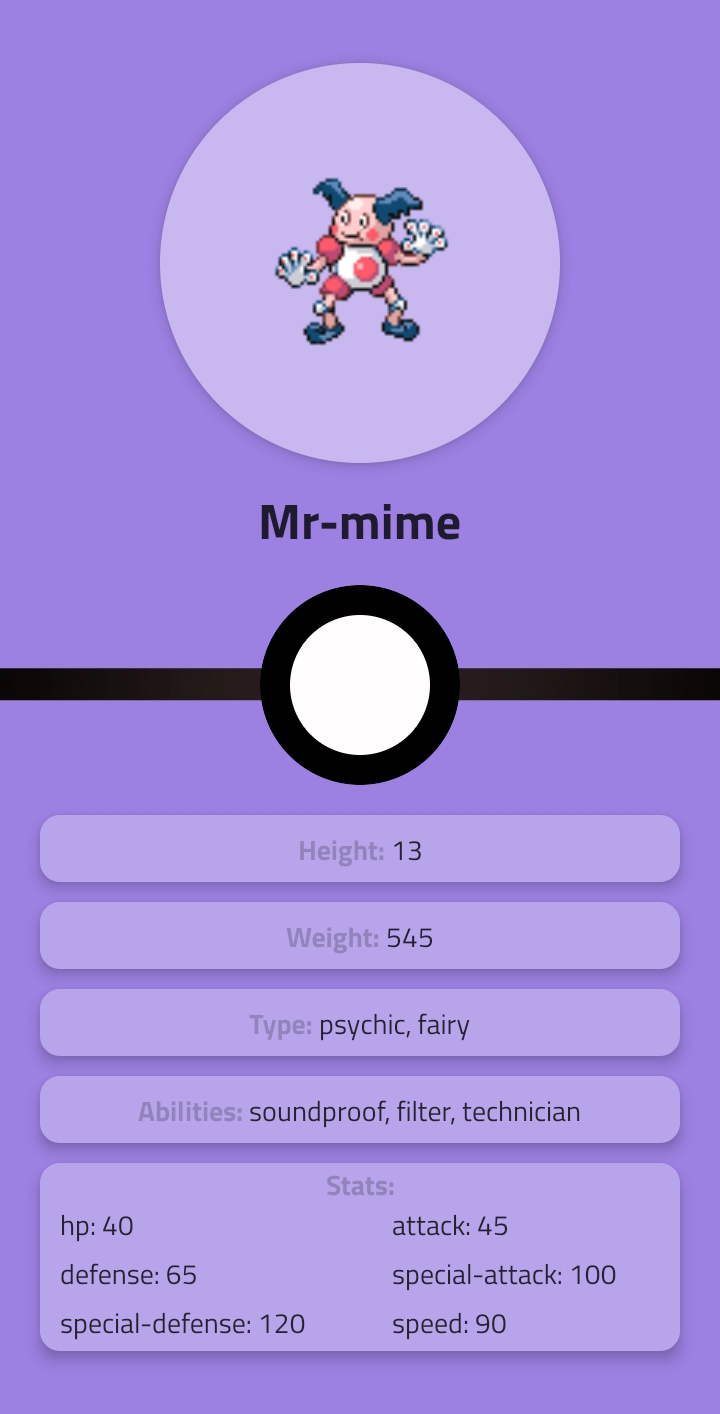 Mr-mime
Height: 13
Weight: 545
Type: psychic, fairy
Abilities: soundproof, filter, technician
Stats:
hp: 40 attack: 45
defense: 65 special-attack: 100
special-defense: 120 speed: 90